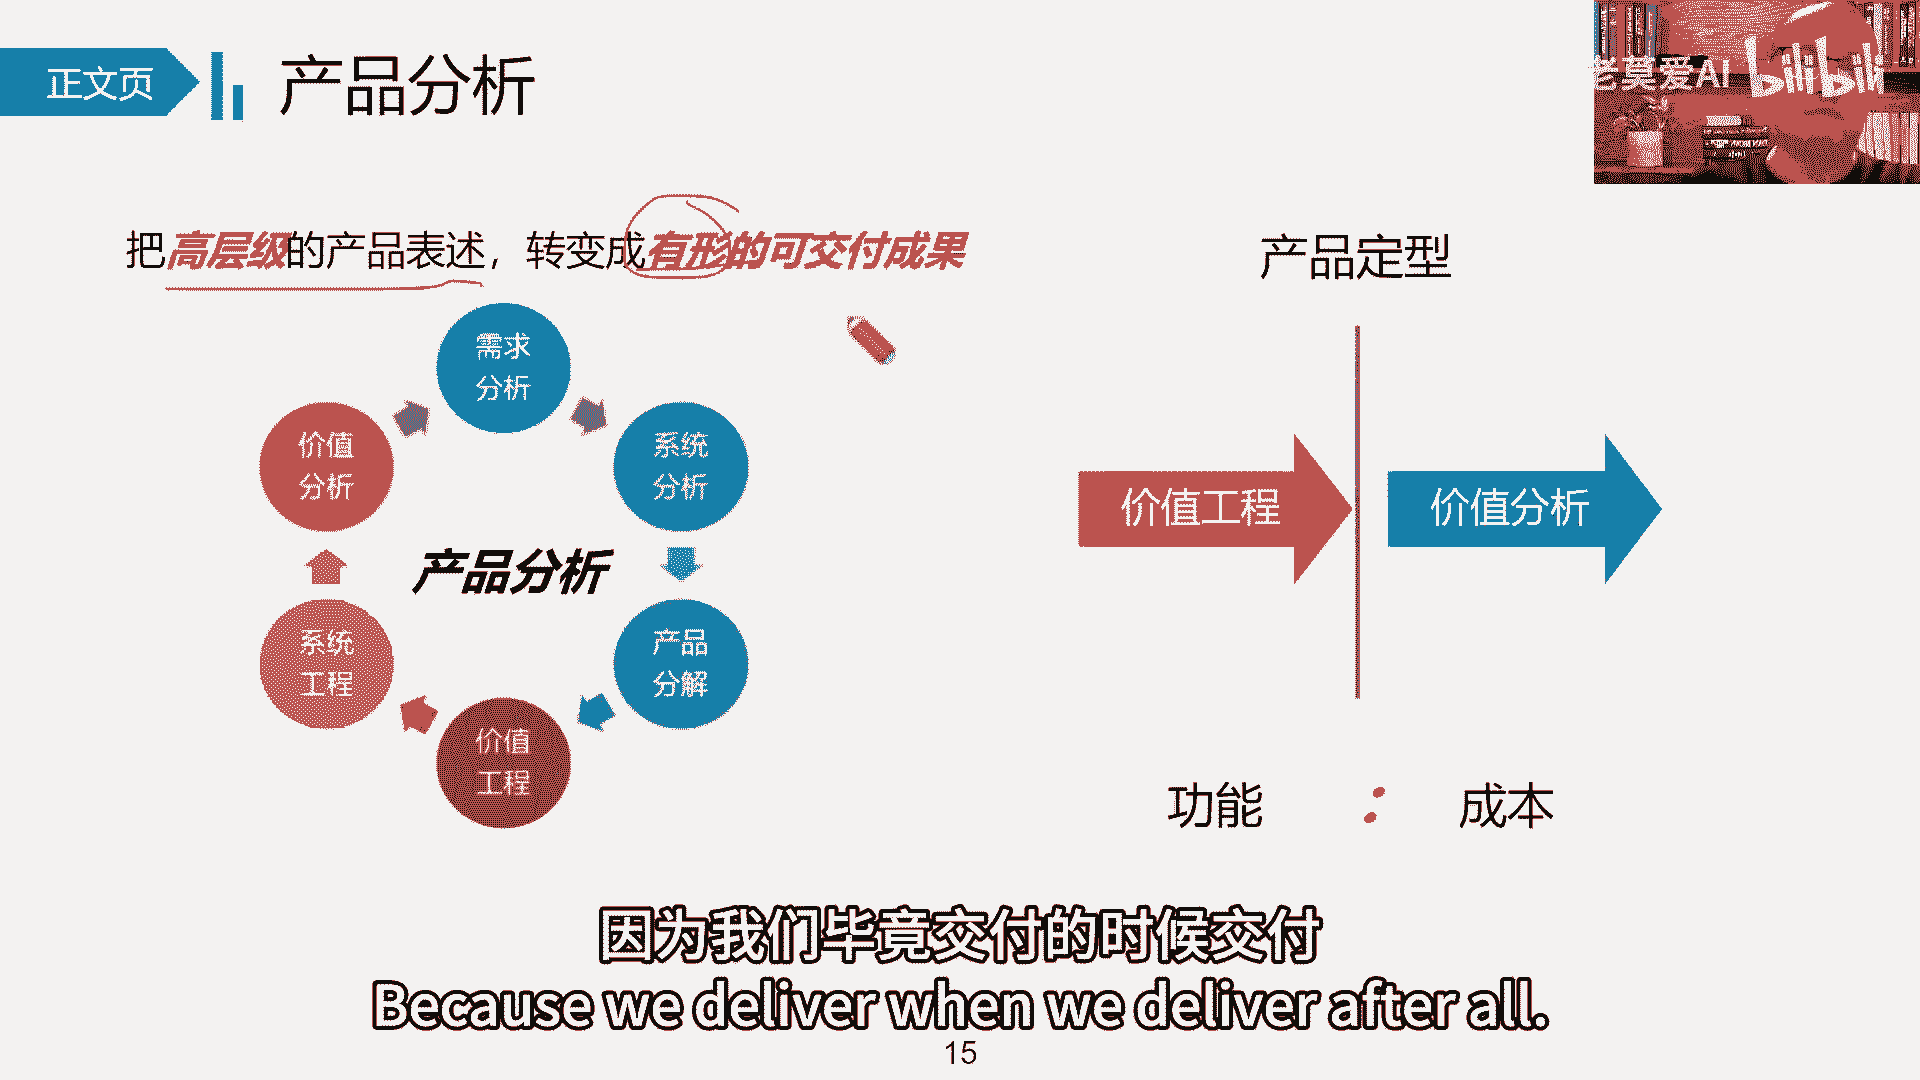 正文页
产品分析
老莫爱AI bilibili
把高层级的产品表述，转变成有形的可交付成果
产品定型
需求
分析
价值
分析
系统
分析
价值工程
价值分析
产品分析
系统
工程
产品
分解
价值
工程
功能 : 成本
因为我们毕竟交付的时候交付
Because we deliver when we deliver after all.
15